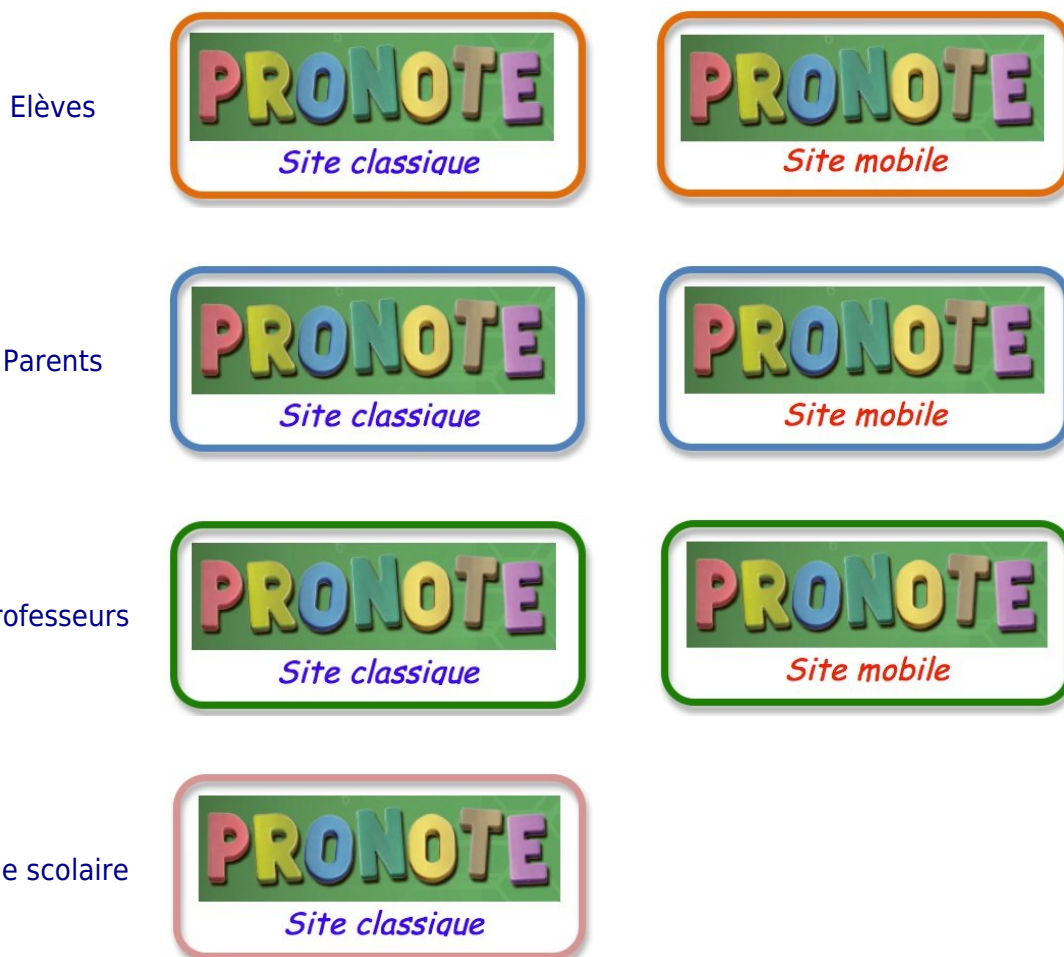 Elèves
PRONOTE
Site classique
PRONOTE
Site mobile
Parents
PRONOTE
Site classique
PRONOTE
Site mobile
rofesseurs
PRONOTE
Site classique
PRONOTE
Site mobile
e scolaire
PRONOTE
Site classique